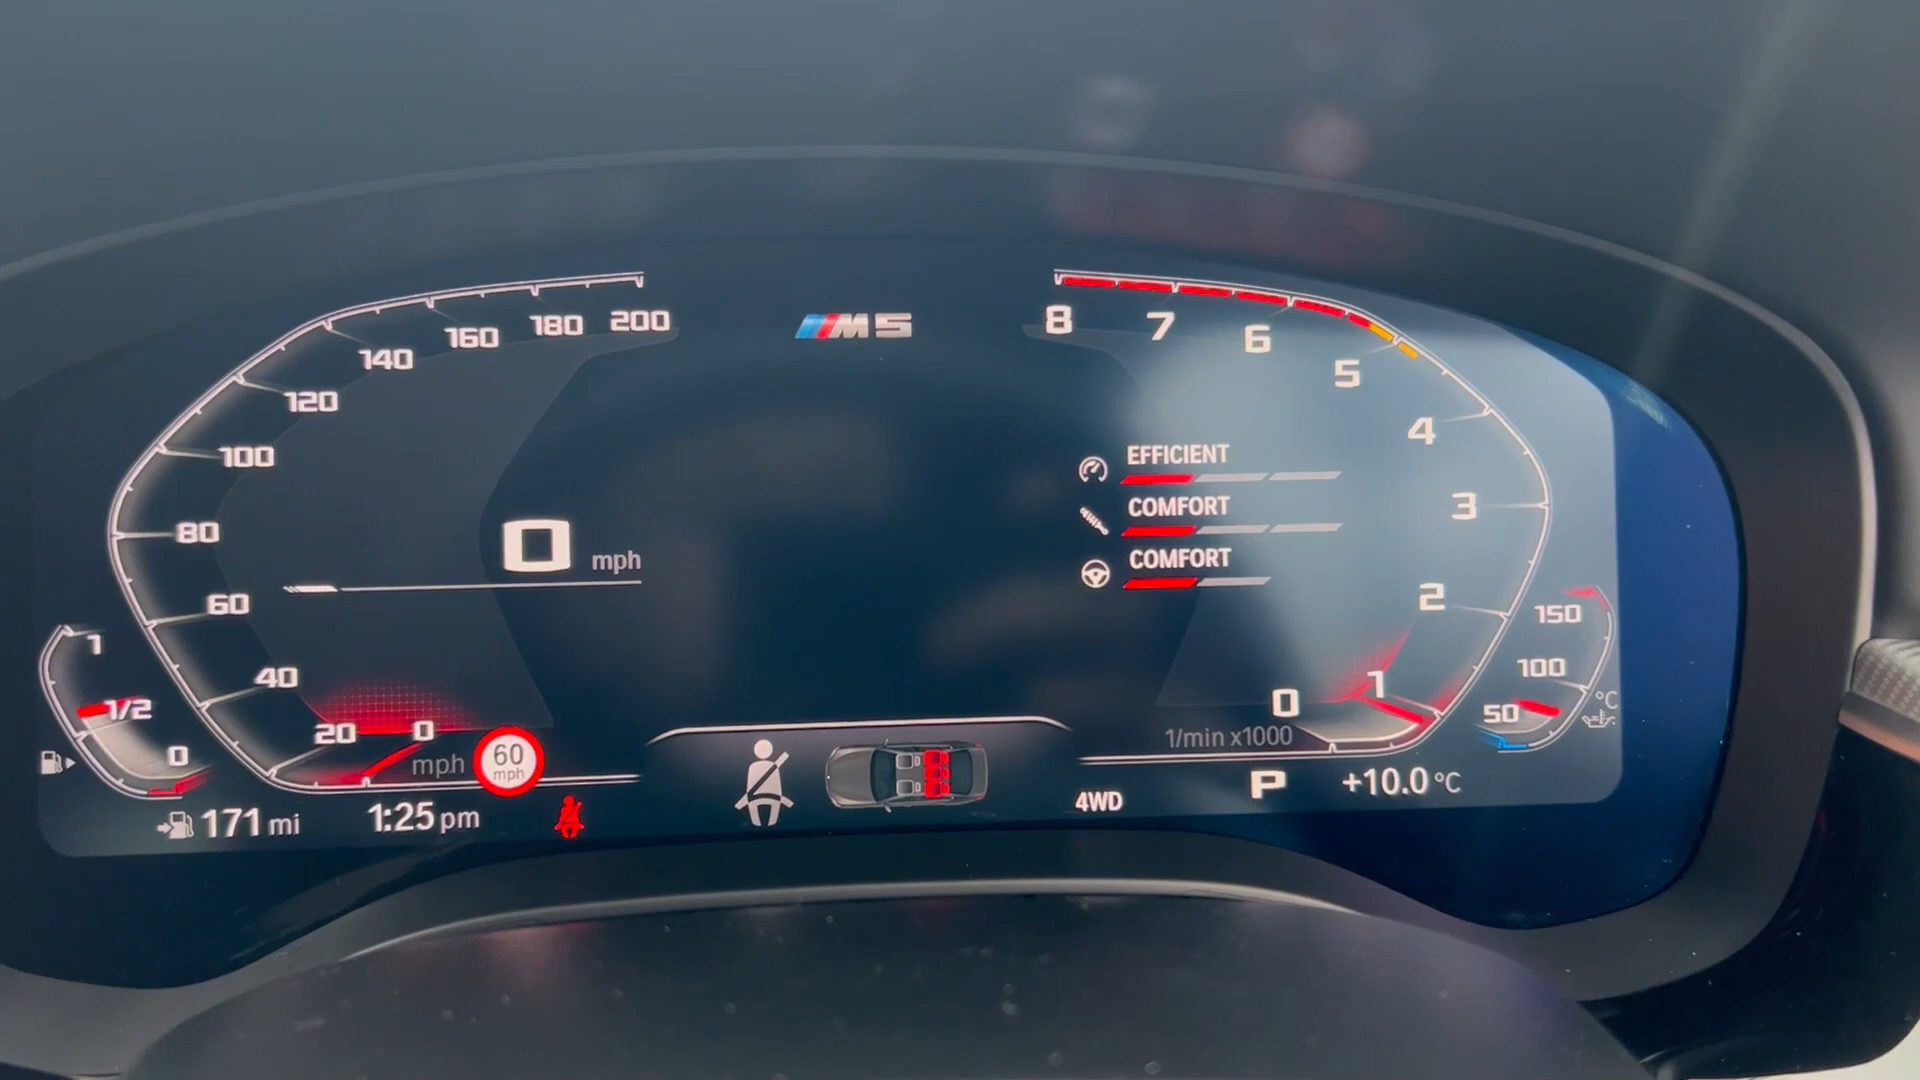 M5
200
180
160
140
120
100
80
60
40
20
0
mph
0 mph
8
7
6
5
4
3
2
1
0
1/min x1000
EFFICIENT
COMFORT
COMFORT
1
1/2
0
150
100
50
°C
60
mph
171 mi
1:25 pm
4WD
P
+10.0 °C